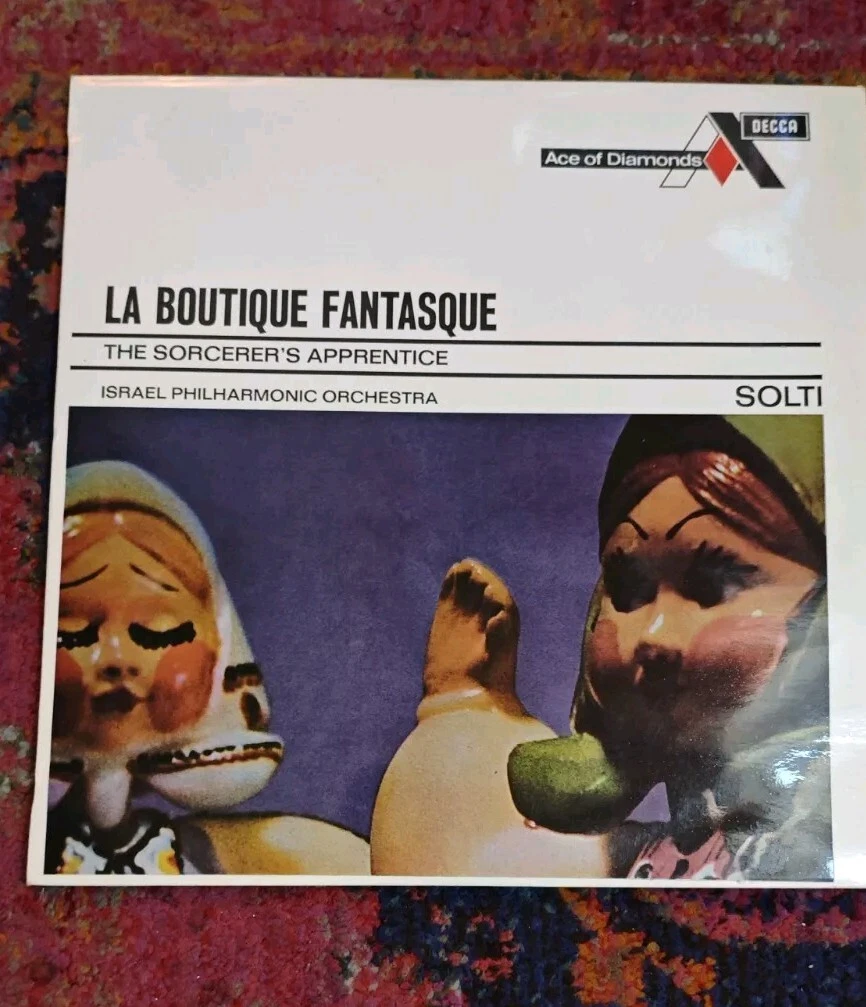 DECCA
Ace of Diamonds
LA BOUTIQUE FANTASQUE
THE SORCERER'S APPRENTICE
ISRAEL PHILHARMONIC ORCHESTRA
SOLTI